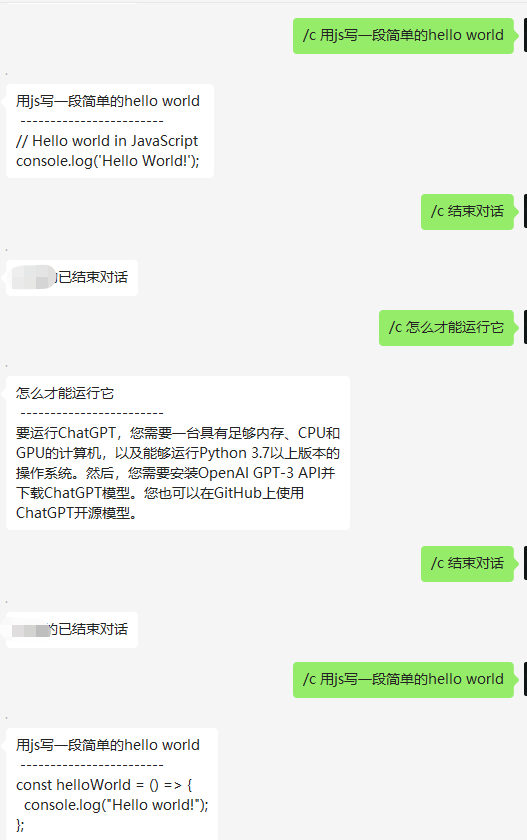 /c 用js写一段简单的hello world
用js写一段简单的hello world
------------------------
// Hello world in JavaScript
console.log('Hello World!');
/c 结束对话
的已结束对话
/c 怎么才能运行它
怎么才能运行它
------------------------
要运行ChatGPT，您需要一台具有足够内存、CPU和
GPU的计算机，以及能够运行Python 3.7以上版本的
操作系统。然后，您需要安装OpenAI GPT-3 API并
下载ChatGPT模型。您也可以在GitHub上使用
ChatGPT开源模型。
/c 结束对话
的已结束对话
/c 用js写一段简单的hello world
用js写一段简单的hello world
------------------------
const helloWorld = () => {
console.log("Hello world!");
};